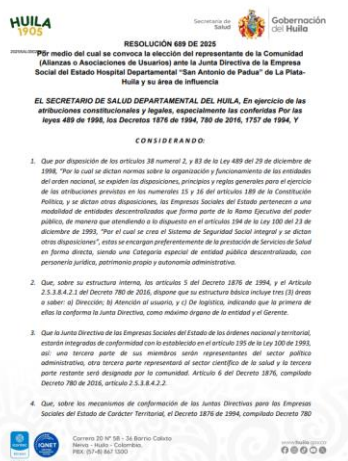 HUILA
1905
Secretaría de
Salud
Gobernación
del Huila
RESOLUCIÓN 689 DE 2025
Por medio del cual se convoca la elección del representante de la Comunidad
(Alianzas o Asociaciones de Usuarios) ante la Junta Directiva de la Empresa
Social del Estado Hospital Departamental “San Antonio de Padua” de La Plata-
Huila y su área de influencia
EL SECRETARIO DE SALUD DEPARTAMENTAL DEL HUILA, En ejercicio de las
atribuciones constitucionales y legales, especialmente las conferidas Por las
leyes 489 de 1998, los Decretos 1876 de 1994, 780 de 2016, 1757 de 1994, Y
CONSIDERANDO:
1. Que por disposición de los artículos 38 numeral 2, y 83 de la Ley 489 del 29 de diciembre de
1998, “Por la cual se dictan normas sobre la organización y funcionamiento de las entidades
del orden nacional, se expiden las disposiciones, principios y reglas generales para el ejercicio
de las atribuciones previstas en los numerales 15 y 16 del artículos 189 de la Constitución
Política, y se dictan otras disposiciones, las Empresas Sociales del Estado pertenecen a una
modalidad de entidades descentralizadas que forma parte de la Rama Ejecutiva del poder
público, de manera que atendiendo a lo dispuesto en el artículo 194 de la Ley 100 del 23 de
diciembre de 1993, “Por el cual se crea el Sistema de Seguridad Social integral y se dictan
otras disposiciones”, estas se encargan preferencialmente de la prestación de Servicios de Salud
en forma directa, siendo una Categoría especial de entidad pública descentralizada, con
personería jurídica, patrimonio propio y autonomía administrativa.
2. Que, sobre su estructura interna, los artículos 5 del Decreto 1876 de 1994, y el Artículo
2.5.3.8.4.2.1 del Decreto 780 de 2016, dispone que su estructura básica incluye tres (3) áreas
a saber: a) Dirección; b) Atención al usuario, y c) De logística, indicando que la primera de
ellas la conforma la Junta Directiva, como máximo órgano de la entidad y el Gerente.
3. Que la Junta Directiva de las Empresas Sociales del Estado de los órdenes nacional y territorial,
estarán integradas de conformidad con lo establecido en el artículo 195 de la Ley 100 de 1993,
así: una tercera parte de sus miembros serán representantes del sector político
administrativo, otra tercera parte representará al sector científico de la salud y la tercera
parte restante será designada por la comunidad. Artículo 6 del Decreto 1876, compilado
Decreto 780 de 2016, artículo 2.5.3.8.4.2.2.
4. Que, sobre los mecanismos de conformación de las Juntas Directivas para las Empresas
Sociales del Estado de Carácter Territorial, el Decreto 1876 de 1994, compilado Decreto 780
IQNET
Carrera 20 N° 5B - 36 Barrio Calixto
Neiva - Huila - Colombia.
PBX: (57+8) 867 1300